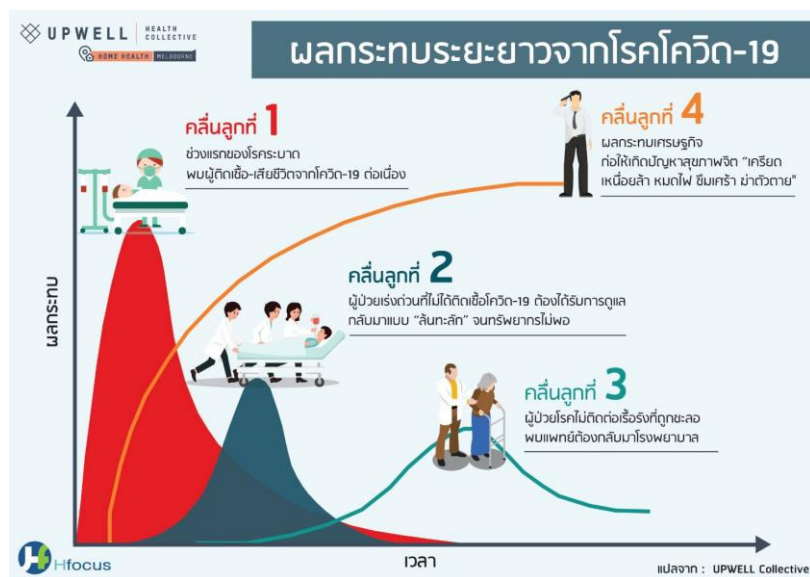 UPWELL HEALTH
COLLECTIVE
HOME HEALTH MELBOURNE
ผลกระทบระยะยาวจากโรคโควิด-19
คลื่นลูกที่ 1
ช่วงแรกของโรคระบาด
พบผู้ติดเชื้อ-เสียชีวิตจากโควิด-19 ต่อเนื่อง
คลื่นลูกที่ 4
ผลกระทบเศรษฐกิจ
ก่อให้เกิดปัญหาสุขภาพจิต “เครียด
เหนื่อยล้า หมดไฟ ซึมเศร้า ฆ่าตัวตาย"
คลื่นลูกที่ 2
ผู้ป่วยเร่งด่วนที่ไม่ได้ติดเชื้อโควิด-19 ต้องได้รับการดูแล
กลับมาแบบ “ล้นทะลัก” จนทรัพยากรไม่พอ
คลื่นลูกที่ 3
ผู้ป่วยโรคไม่ติดต่อเรื้อรังที่ถูกชะลอ
พบแพทย์ต้องกลับมาโรงพยาบาล
ผลกระทบ
เวลา
Hfocus
แปลจาก : UPWELL Collective